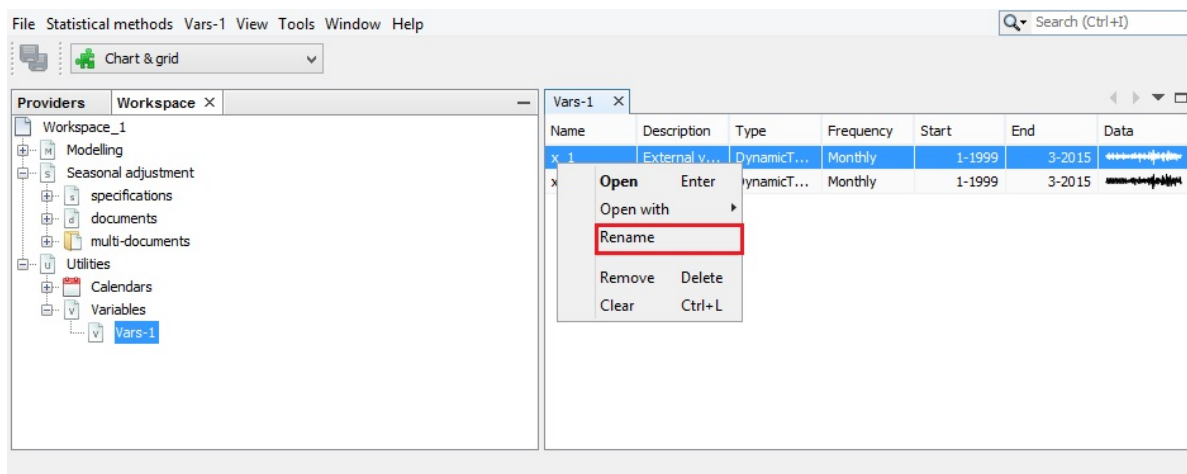 File Statistical methods Vars-1 View Tools Window Help
Search (Ctrl+I)
Chart & grid
Providers Workspace
Workspace_1
M Modelling
s Seasonal adjustment
s specifications
d documents
multi-documents
u Utilities
Calendars
v Variables
v Vars-1
Vars-1
Name Description Type Frequency Start End Data
x_1 External v... DynamicT... Monthly 1-1999 3-2015
x ynamicT... Monthly 1-1999 3-2015
Open Enter
Open with
Rename
Remove Delete
Clear Ctrl+L